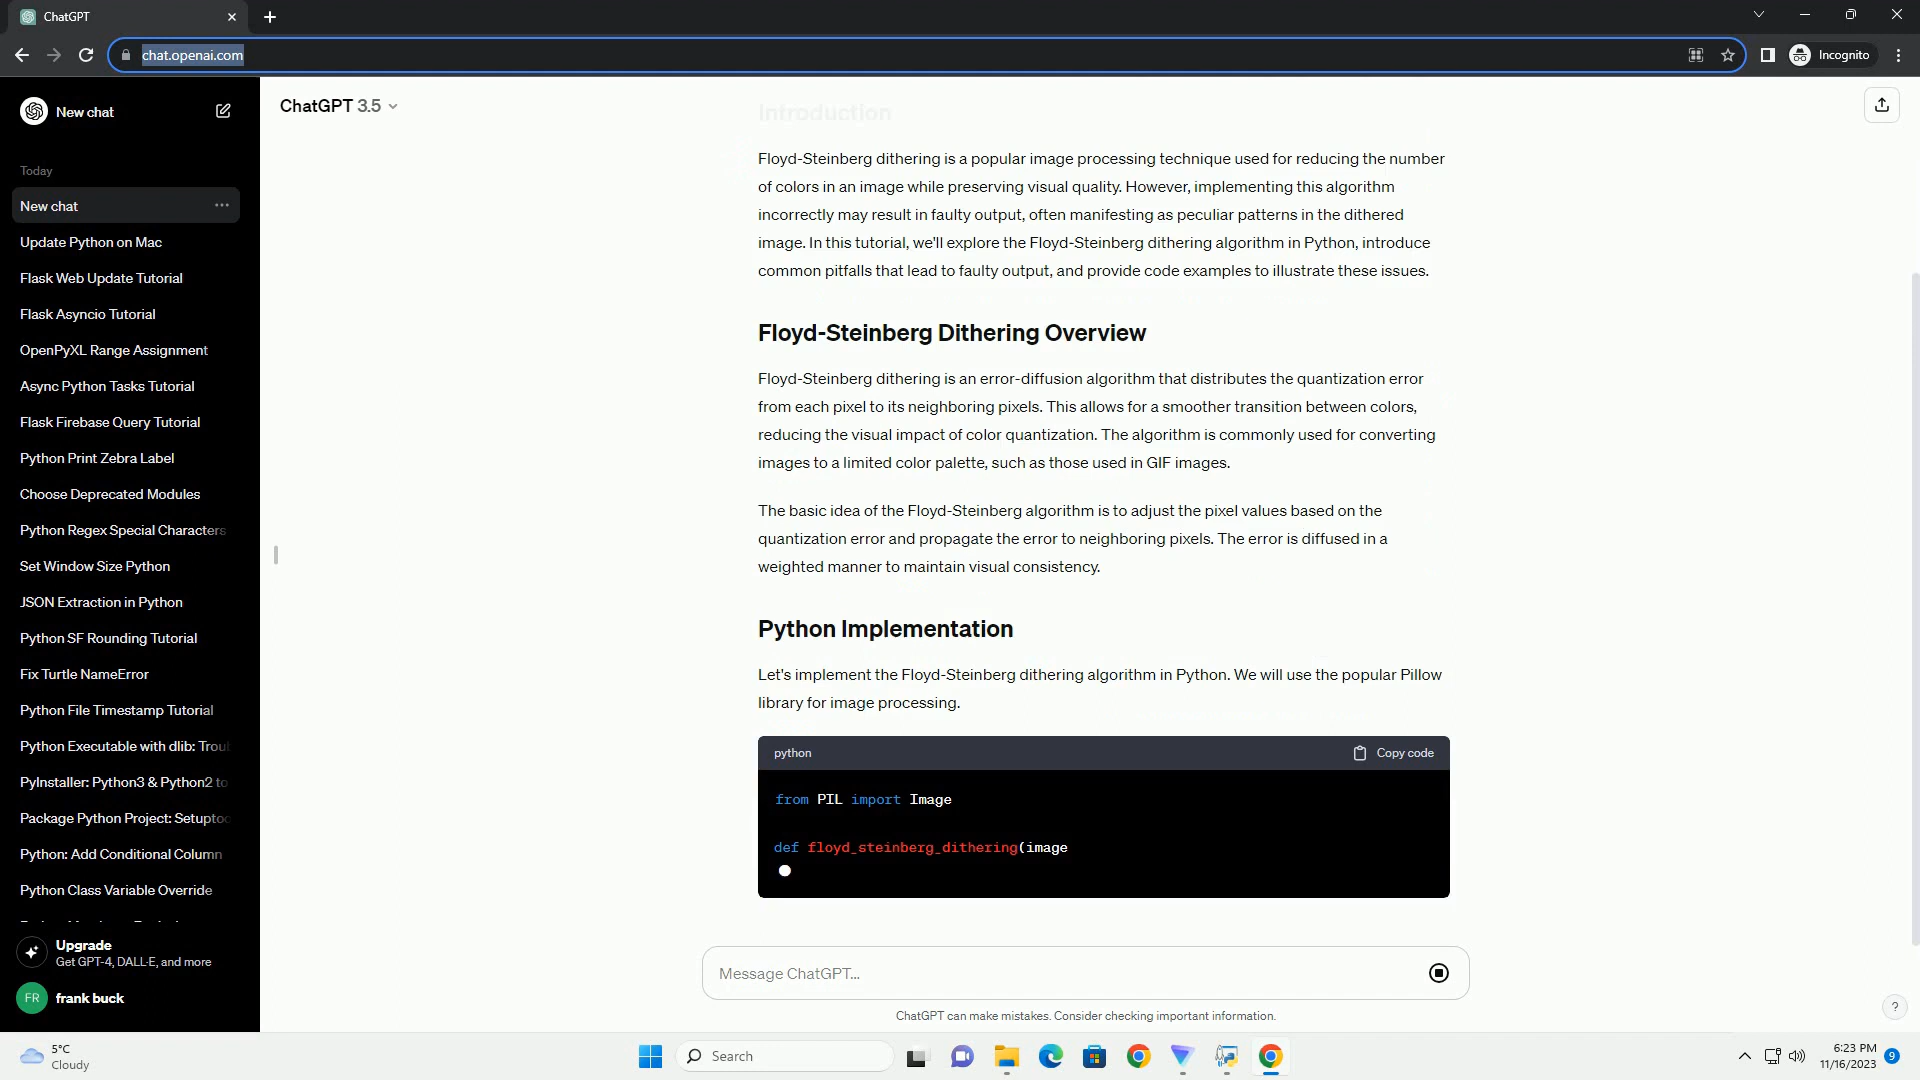 ChatGPT
chat.openai.com
Incognito
New chat
Today
New chat
Update Python on Mac
Flask Web Update Tutorial
Flask Asyncio Tutorial
OpenPyXL Range Assignment
Async Python Tasks Tutorial
Flask Firebase Query Tutorial
Python Print Zebra Label
Choose Deprecated Modules
Python Regex Special Characters
Set Window Size Python
JSON Extraction in Python
Python SF Rounding Tutorial
Fix Turtle NameError
Python File Timestamp Tutorial
Python Executable with dlib: Trou
PyInstaller: Python3 & Python2 to
Package Python Project: Setuptoo
Python: Add Conditional Column
Python Class Variable Override
Upgrade
Get GPT-4, DALL·E, and more
FR
frank buck
ChatGPT 3.5
Introduction
Floyd-Steinberg dithering is a popular image processing technique used for reducing the number
of colors in an image while preserving visual quality. However, implementing this algorithm
incorrectly may result in faulty output, often manifesting as peculiar patterns in the dithered
image. In this tutorial, we'll explore the Floyd-Steinberg dithering algorithm in Python, introduce
common pitfalls that lead to faulty output, and provide code examples to illustrate these issues.
Floyd-Steinberg Dithering Overview
Floyd-Steinberg dithering is an error-diffusion algorithm that distributes the quantization error
from each pixel to its neighboring pixels. This allows for a smoother transition between colors,
reducing the visual impact of color quantization. The algorithm is commonly used for converting
images to a limited color palette, such as those used in GIF images.
The basic idea of the Floyd-Steinberg algorithm is to adjust the pixel values based on the
quantization error and propagate the error to neighboring pixels. The error is diffused in a
weighted manner to maintain visual consistency.
Python Implementation
Let's implement the Floyd-Steinberg dithering algorithm in Python. We will use the popular Pillow
library for image processing.
python
Copy code
from PIL import Image
def floyd_steinberg_dithering(image
Message ChatGPT...
ChatGPT can make mistakes. Consider checking important information.
?
5°C
Cloudy
Search
6:23 PM
11/16/2023
9